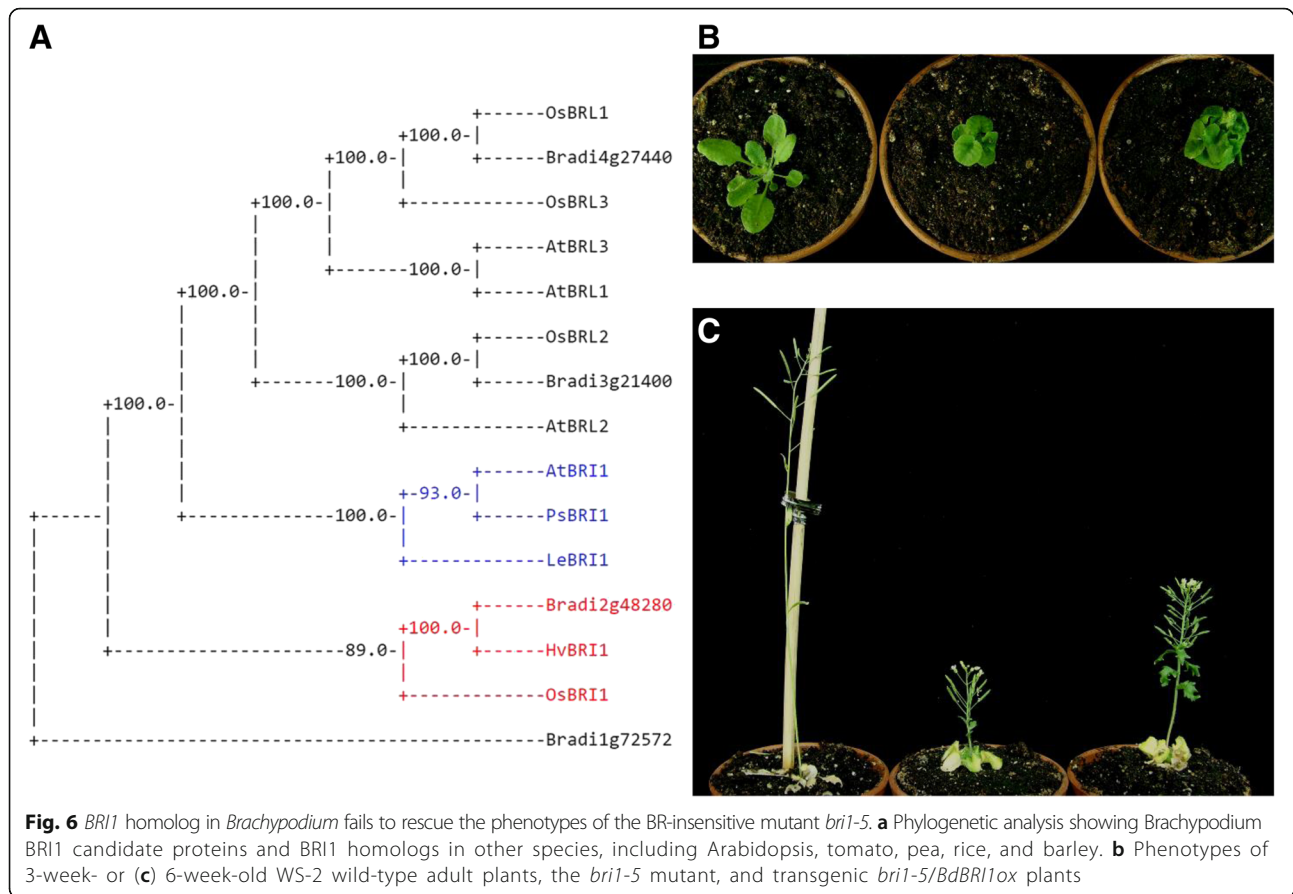 A
B
+------OsBRL1
+100.0-|
+100.0-| +------Bradi4g27440
+100.0-| +-------------OsBRL3
+------AtBRL3
+-------100.0-|
+100.0-| +------AtBRL1
+------OsBRL2
+100.0-|
+-------100.0-| +------Bradi3g21400
+100.0-| +-------------AtBRL2
+------AtBRI1
+-93.0-|
+------| +--------------100.0-| +------PsBRI1
+-------------LeBRI1
+------Bradi2g48280
+100.0-|
+----------------------89.0-| +------HvBRI1
+-------------OsBRI1
+------------------------------------------------Bradi1g72572
C
Fig. 6 BRI1 homolog in Brachypodium fails to rescue the phenotypes of the BR-insensitive mutant bri1-5. a Phylogenetic analysis showing Brachypodium
BRI1 candidate proteins and BRI1 homologs in other species, including Arabidopsis, tomato, pea, rice, and barley. b Phenotypes of
3-week- or (c) 6-week-old WS-2 wild-type adult plants, the bri1-5 mutant, and transgenic bri1-5/BdBRI1ox plants